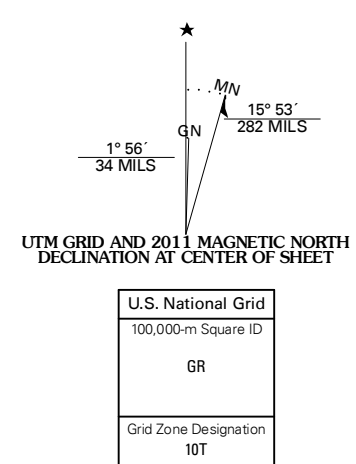 ★
MN
GN
15° 53´
282 MILS
1° 56´
34 MILS
UTM GRID AND 2011 MAGNETIC NORTH
DECLINATION AT CENTER OF SHEET
U.S. National Grid
100,000-m Square ID
GR
Grid Zone Designation
10T